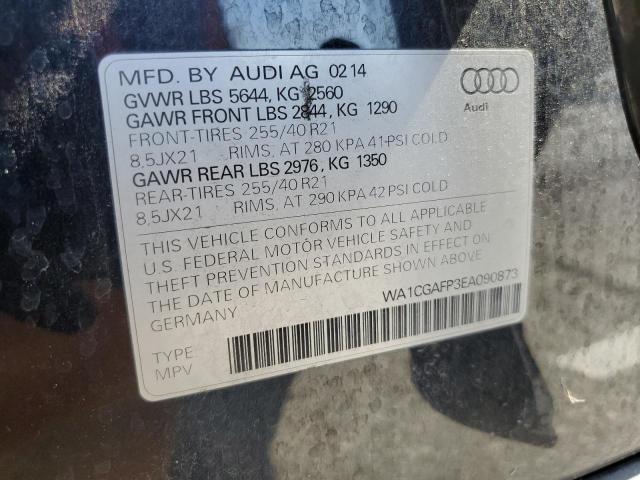 MFD. BY AUDI AG 02 14
GVWR LBS 5644, KG 2560
GAWR FRONT LBS 2844, KG 1290
FRONT-TIRES 255/40 R21
8,5JX21 RIMS, AT 280 KPA 41-PSI COLD
GAWR REAR LBS 2976, KG 1350
REAR-TIRES 255/40 R21
8,5JX21 RIMS, AT 290 KPA 42 PSI COLD
Audi
THIS VEHICLE CONFORMS TO ALL APPLICABLE
U.S. FEDERAL MOTOR VEHICLE SAFETY AND
THEFT PREVENTION STANDARDS IN EFFECT ON
THE DATE OF MANUFACTURE SHOWN ABOVE.
GERMANY
WA1CGAFP3EA090873
TYPE:
MPV